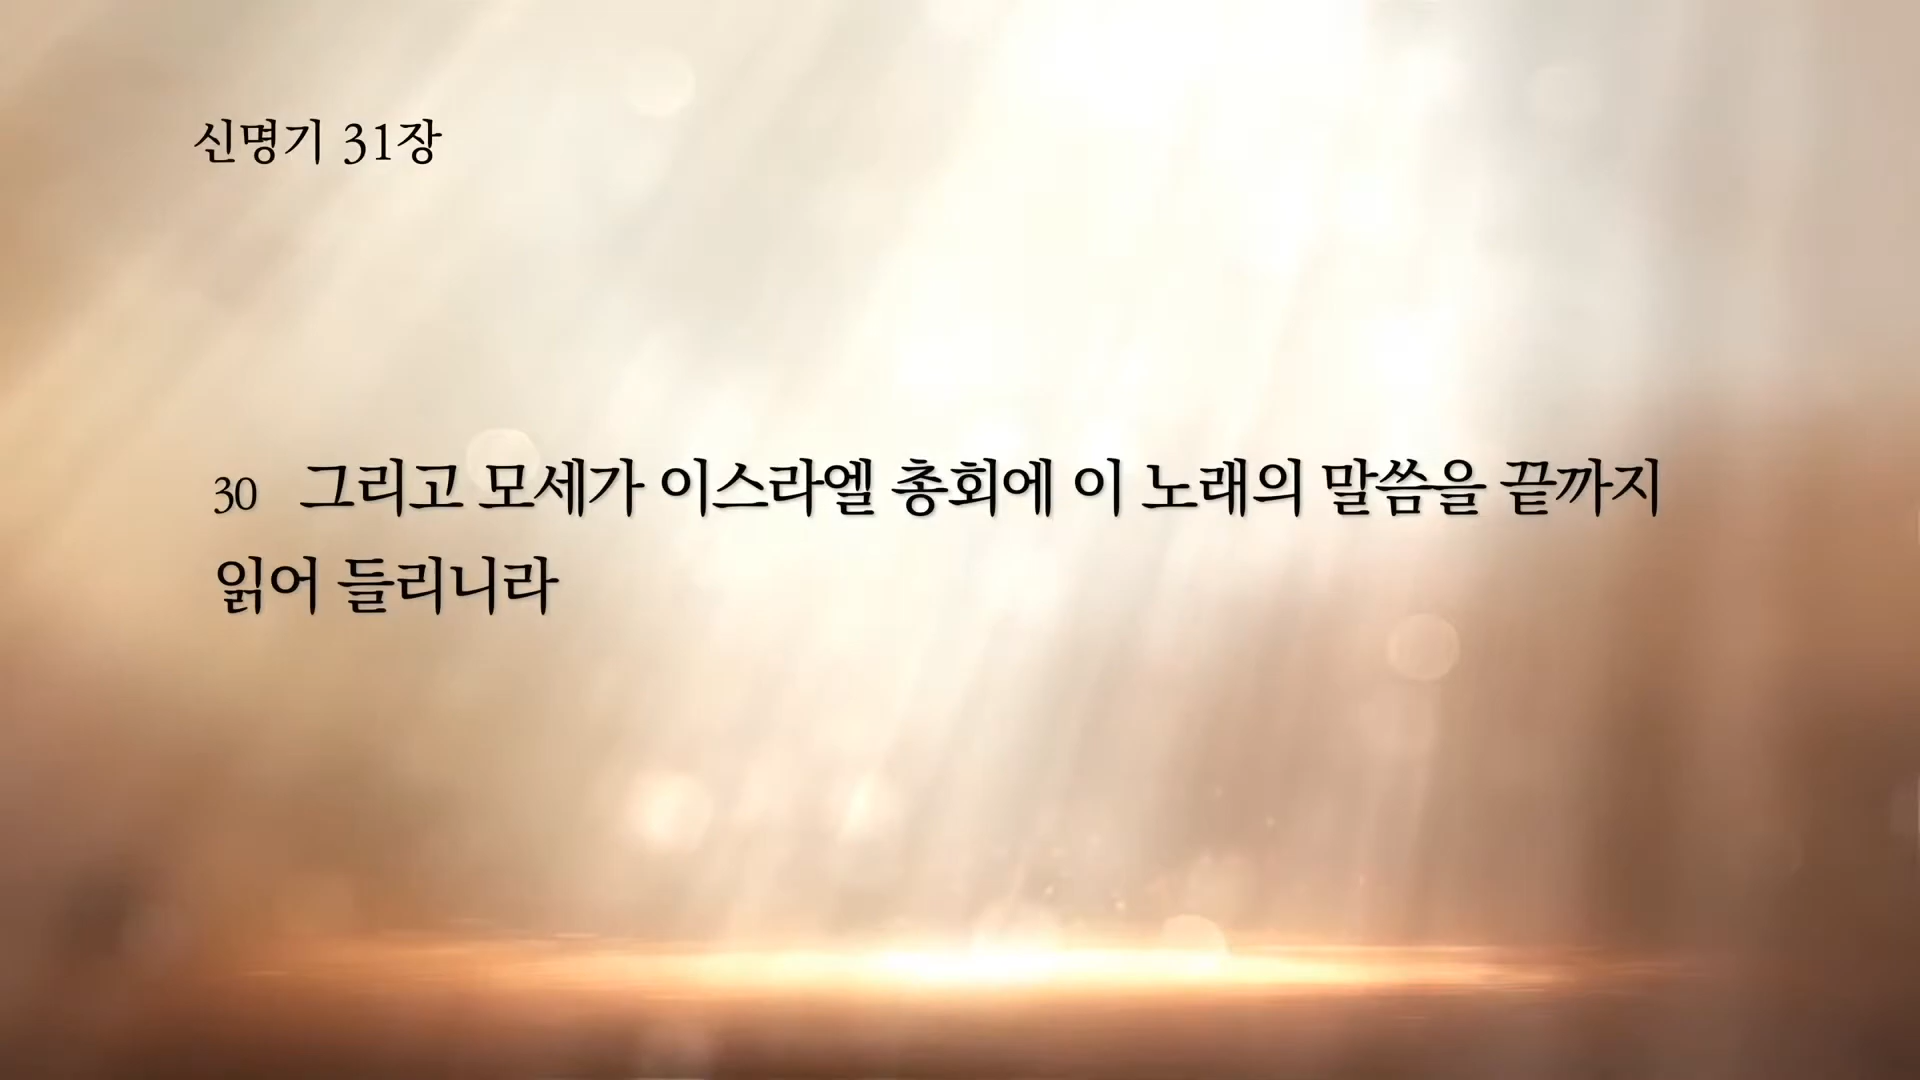 신명기 31장
30 그리고 모세가 이스라엘 총회에 이 노래의 말씀을 끝까지
읽어 들리니라